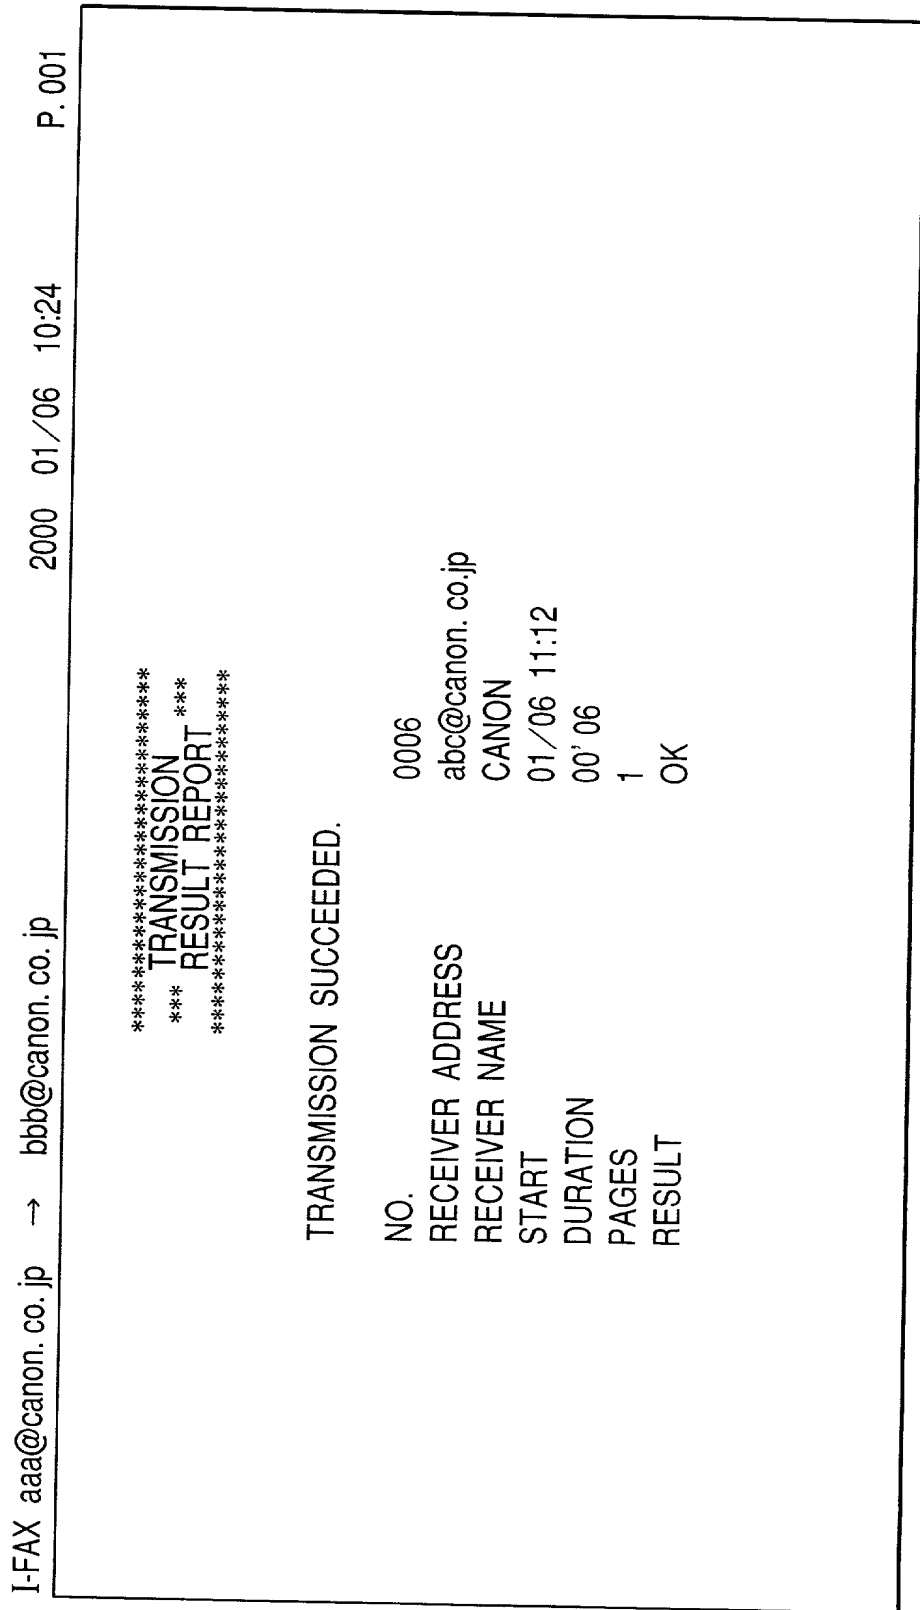 I-FAX aaa@canon. co. jp → bbb@canon. co. jp 2000 01/06 10:24 P. 001
********************************
*** TRANSMISSION ***
RESULT REPORT
********************************
TRANSMISSION SUCCEEDED.
NO. 0006
RECEIVER ADDRESS abc@canon. co.jp
RECEIVER NAME CANON
START 01/06 11:12
DURATION 00' 06
PAGES 1
RESULT OK